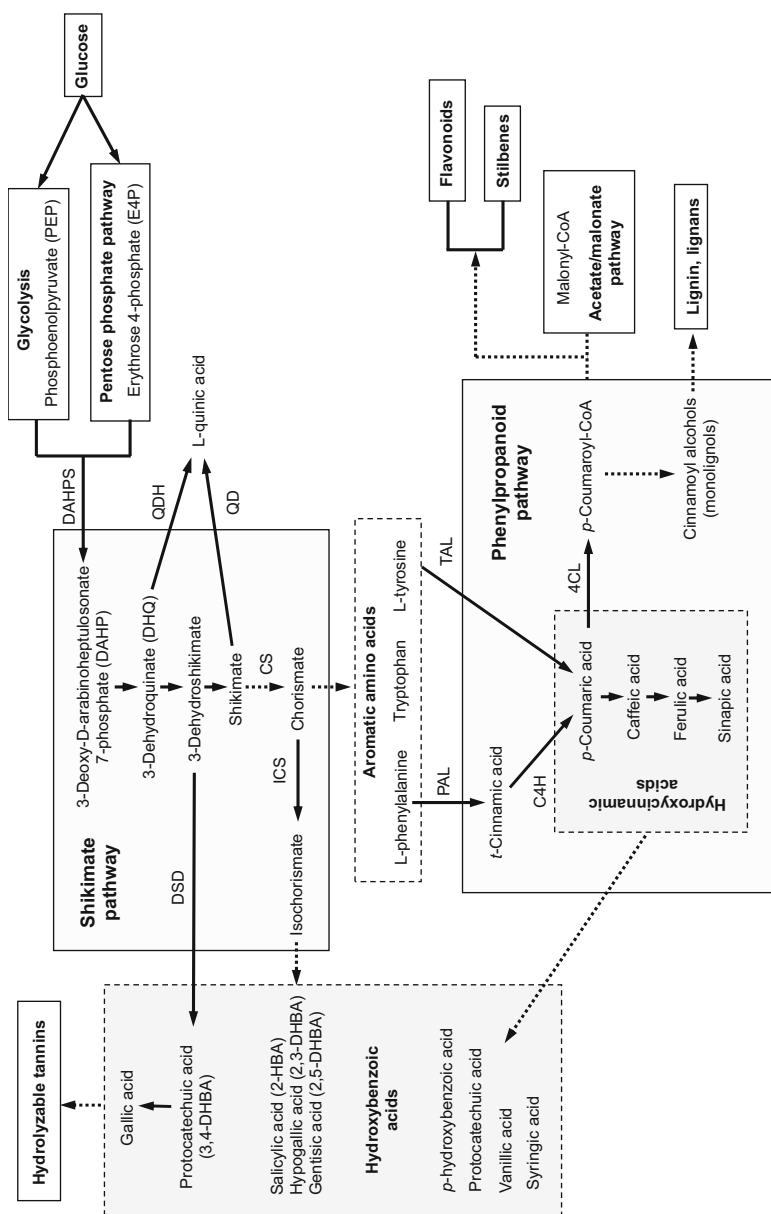 Glucose
Glycolysis
Phosphoenolpyruvate (PEP)
Pentose phosphate pathway
Erythrose 4-phosphate (E4P)
DAHPS
Shikimate
pathway
3-Deoxy-D-arabinoheptulosonate
7-phosphate (DAHP)
3-Dehydroquinate (DHQ)
QDH
L-quinic acid
3-Dehydroshikimate
QD
DSD
Shikimate
CS
Chorismate
ICS
Isochorismate
Hydrolyzable tannins
Gallic acid
Protocatechuic acid
(3,4-DHBA)
Salicylic acid (2-HBA)
Hypogallic acid (2,3-DHBA)
Gentisic acid (2,5-DHBA)
Hydroxybenzoic
acids
p-hydroxybenzoic acid
Protocatechuic acid
Vanillic acid
Syringic acid
Aromatic amino acids
L-phenylalanine
Tryptophan
L-tyrosine
PAL
TAL
Phenylpropanoid
pathway
t-Cinnamic acid
C4H
Hydroxycinnamic
acids
p-Coumaric acid
Caffeic acid
Ferulic acid
Sinapic acid
4CL
p-Coumaroyl-CoA
Cinnamoyl alcohols
(monolignols)
Flavonoids
Stilbenes
Malonyl-CoA
Acetate/malonate
pathway
Lignin, lignans